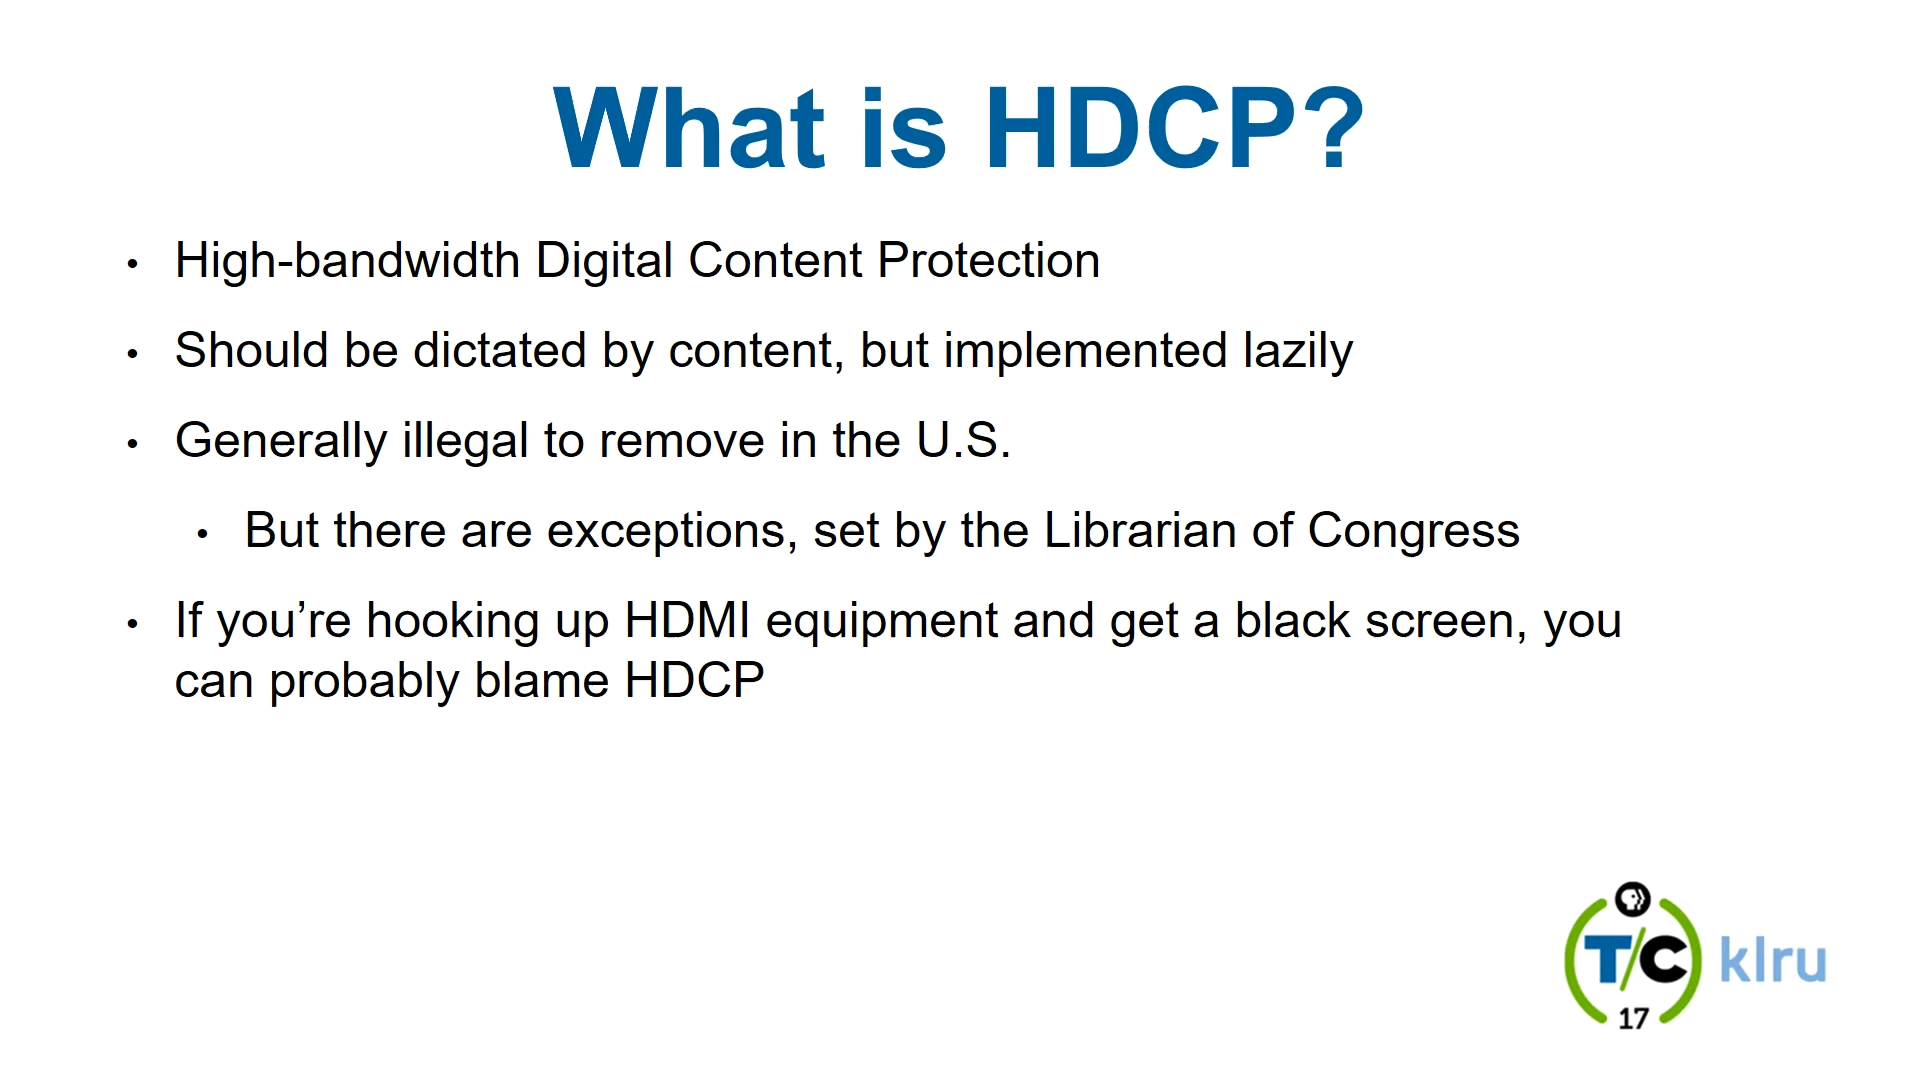 What is HDCP?
• High-bandwidth Digital Content Protection
• Should be dictated by content, but implemented lazily
• Generally illegal to remove in the U.S.
• But there are exceptions, set by the Librarian of Congress
• If you’re hooking up HDMI equipment and get a black screen, you
can probably blame HDCP
T/C
klru
17